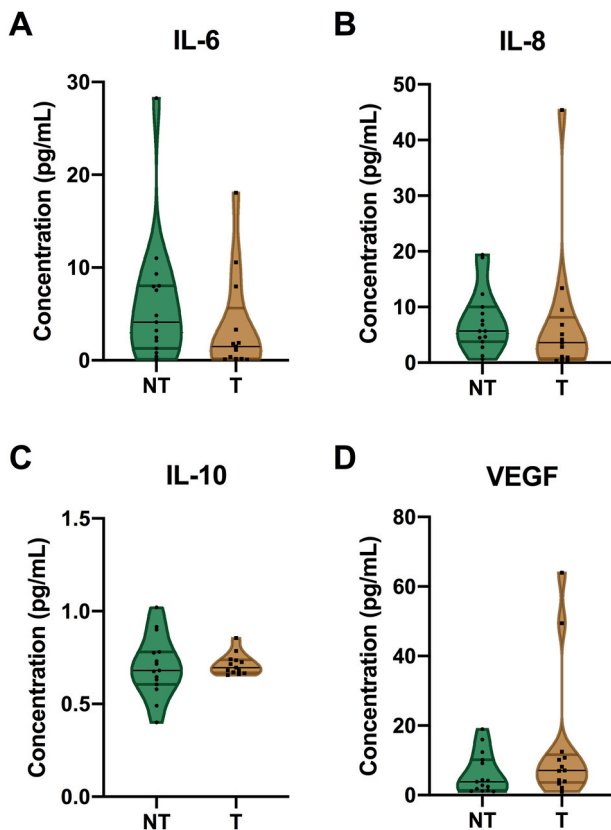 A
IL-6
Concentration (pg/mL)
30
20
10
0
NT
T
B
IL-8
Concentration (pg/mL)
50
40
30
20
10
0
NT
T
C
IL-10
Concentration (pg/mL)
1.5
1.0
0.5
0.0
NT
T
D
VEGF
Concentration (pg/mL)
80
60
40
20
0
NT
T